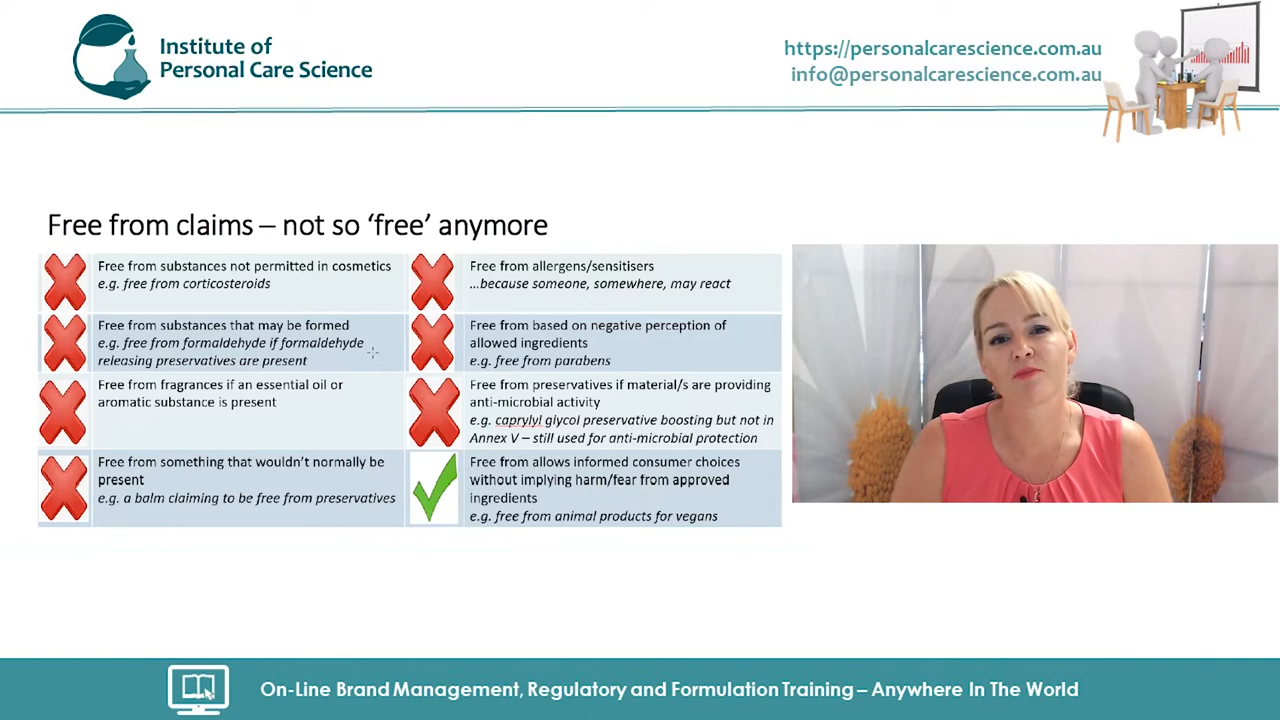 Institute of
Personal Care Science
https://personalcarescience.com.au
info@personalcarescience.com.au
Free from claims – not so ‘free’ anymore
Free from substances not permitted in cosmetics
e.g. free from corticosteroids
Free from allergens/sensitisers
...because someone, somewhere, may react
Free from substances that may be formed
e.g. free from formaldehyde if formaldehyde
releasing preservatives are present
Free from based on negative perception of
allowed ingredients
e.g. free from parabens
Free from fragrances if an essential oil or
aromatic substance is present
Free from preservatives if material/s are providing
anti-microbial activity
e.g. caprylyl glycol preservative boosting but not in
Annex V – still used for anti-microbial protection
Free from something that wouldn’t normally be
present
e.g. a balm claiming to be free from preservatives
Free from allows informed consumer choices
without implying harm/fear from approved
ingredients
e.g. free from animal products for vegans
On-Line Brand Management, Regulatory and Formulation Training – Anywhere In The World